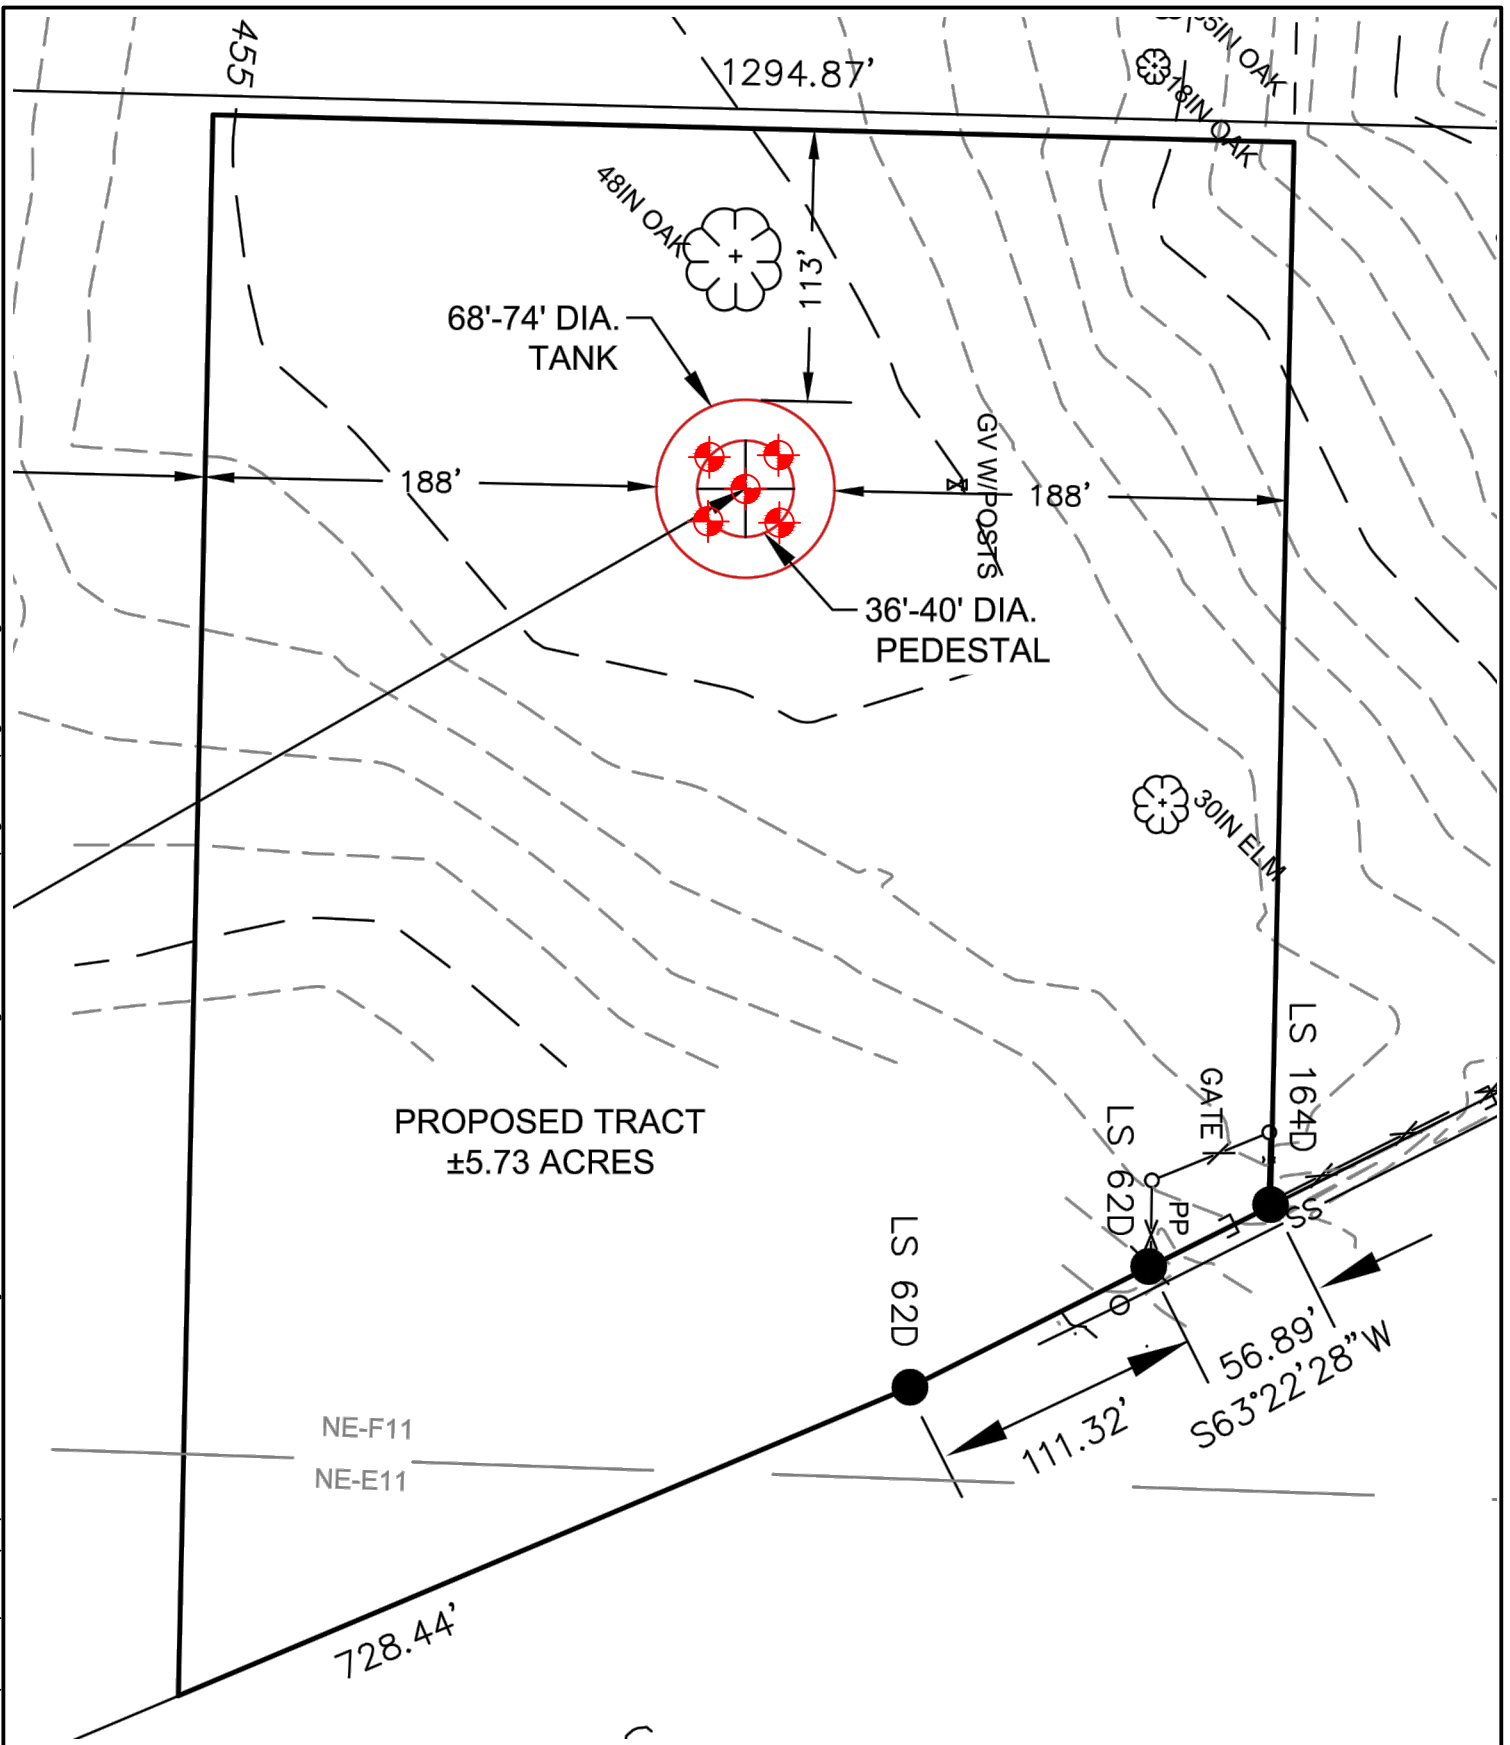 455
1294.87'
35IN OAK
18IN OAK
48IN OAK
113'
68'-74' DIA.
TANK
188'
GV W/POSTS
188'
36'-40' DIA.
PEDESTAL
30IN ELM
LS 164D
GATE
LS 62D
PP
PROPOSED TRACT
±5.73 ACRES
E
SS
E
LS 62D
56.89'
S63°22'28"W
111.32'
NE-F11
NE-E11
728.44'